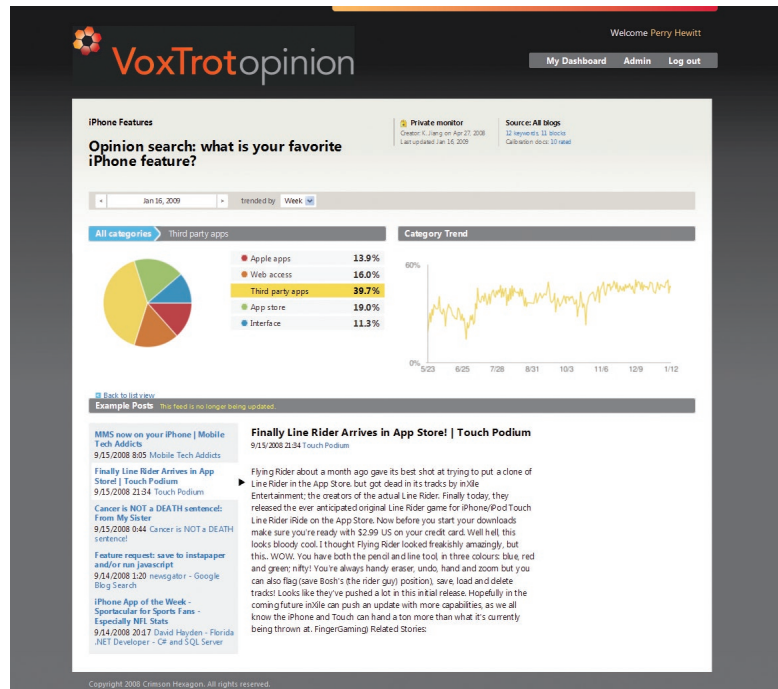 Welcome Perry Hewitt
VoxTrotopinion
My Dashboard Admin Log out
iPhone Features
Opinion search: what is your favorite
iPhone feature?
Private monitor
Creator: K. Jiang on Apr 27, 2008
Last updated Jan 16, 2009
Source: All blogs
12 keywords, 11 blocks
Calibration docs: 10 rated
Jan 16, 2009
trended by Week
All categories Third party apps
Apple apps 13.9%
Web access 16.0%
Third party apps 39.7%
App store 19.0%
Interface 11.3%
Category Trend
60%
0%
5/23 6/25 7/28 8/31 10/3 11/6 12/9 1/12
Back to list view
Example Posts This feed is no longer being updated.
MMS now on your iPhone | Mobile
Tech Addicts
9/15/2008 8:05 Mobile Tech Addicts
Finally Line Rider Arrives in App
Store! | Touch Podium
9/15/2008 21:34 Touch Podium
Cancer is NOT a DEATH sentence!:
From My Sister
9/15/2008 0:44 Cancer is NOT a DEATH
sentence!
Feature request: save to instapaper
and/or run javascript
9/14/2008 1:20 newsgator - Google
Blog Search
iPhone App of the Week -
Sportacular for Sports Fans -
Especially NFL Stats
9/14/2008 20:17 David Hayden - Florida
.NET Developer - C# and SQL Server
Finally Line Rider Arrives in App Store! | Touch Podium
9/15/2008 21:34 Touch Podium
Flying Rider about a month ago gave its best shot at trying to put a clone of
Line Rider in the App Store. but got dead in its tracks by inXile
Entertainment; the creators of the actual Line Rider. Finally today, they
released the ever anticipated original Line Rider game for iPhone/iPod Touch
Line Rider iRide on the App Store. Now before you start your downloads
make sure you're ready with $2.99 US on your credit card. Well hell, this
looks bloody cool. I thought Flying Rider looked freakishly amazingly, but
this.. WOW. You have both the pencil and line tool, in three colours: blue, red
and green; nifty! You're always handy eraser, undo, hand and zoom but you
can also flag (save Bosh's (the rider guy) position), save, load and delete
tracks! Looks like they've pushed a lot in this initial release. Hopefully in the
coming future inXile can push an update with more capabilities, as we all
know the iPhone and Touch can hand a ton more than what it's currently
being thrown at. FingerGaming) Related Stories:
Copyright 2008 Crimson Hexagon. All rights reserved.